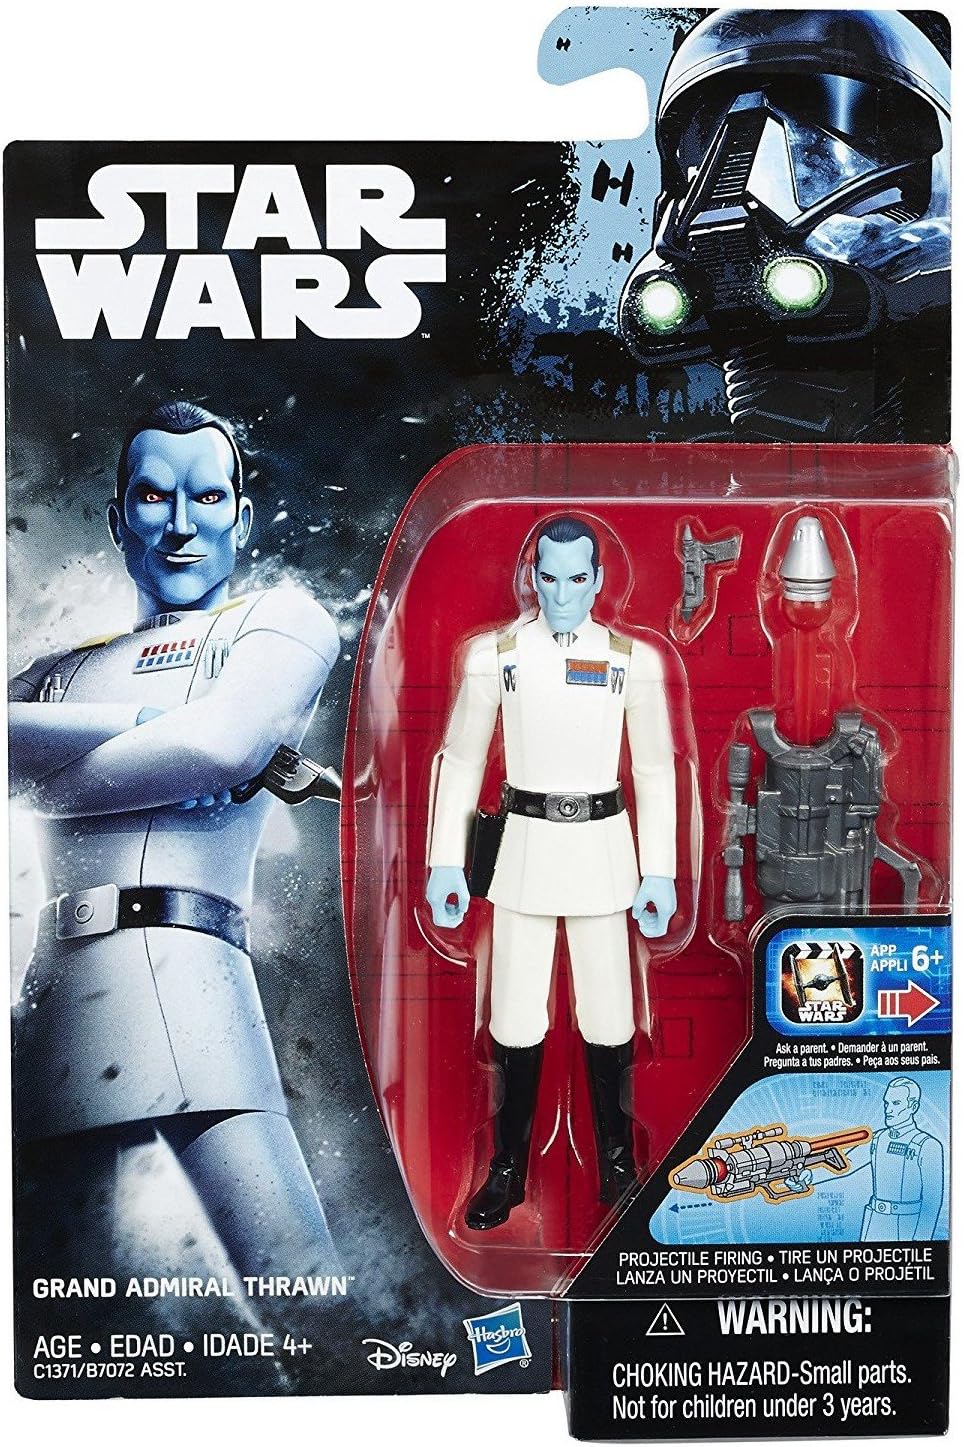 STAR
WARS™
APP
APPLI 6+
STAR
WARS
Ask a parent. • Demander à un parent.
Pregunta a tus padres. • Peça aos seus pais.
PROJECTILE FIRING • TIRE UN PROJECTILE
LANZA UN PROYECTIL • LANÇA O PROJÉTIL
GRAND ADMIRAL THRAWN™
AGE • EDAD • IDADE 4+
C1371/B7072 ASST.
Disney
Hasbro
®
WARNING:
CHOKING HAZARD-Small parts.
Not for children under 3 years.